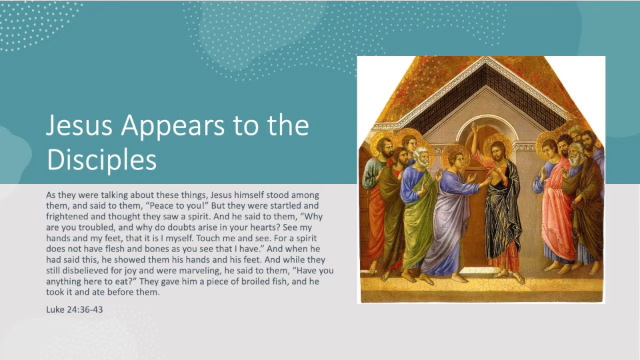 Jesus Appears to the
Disciples
As they were talking about these things, Jesus himself stood among
them, and said to them, “Peace to you!” But they were startled and
frightened and thought they saw a spirit. And he said to them, “Why
are you troubled, and why do doubts arise in your hearts? See my
hands and my feet, that it is I myself. Touch me and see. For a spirit
does not have flesh and bones as you see that I have.” And when he
had said this, he showed them his hands and his feet. And while they
still disbelieved for joy and were marveling, he said to them, “Have you
anything here to eat?” They gave him a piece of broiled fish, and he
took it and ate before them.
Luke 24:36-43